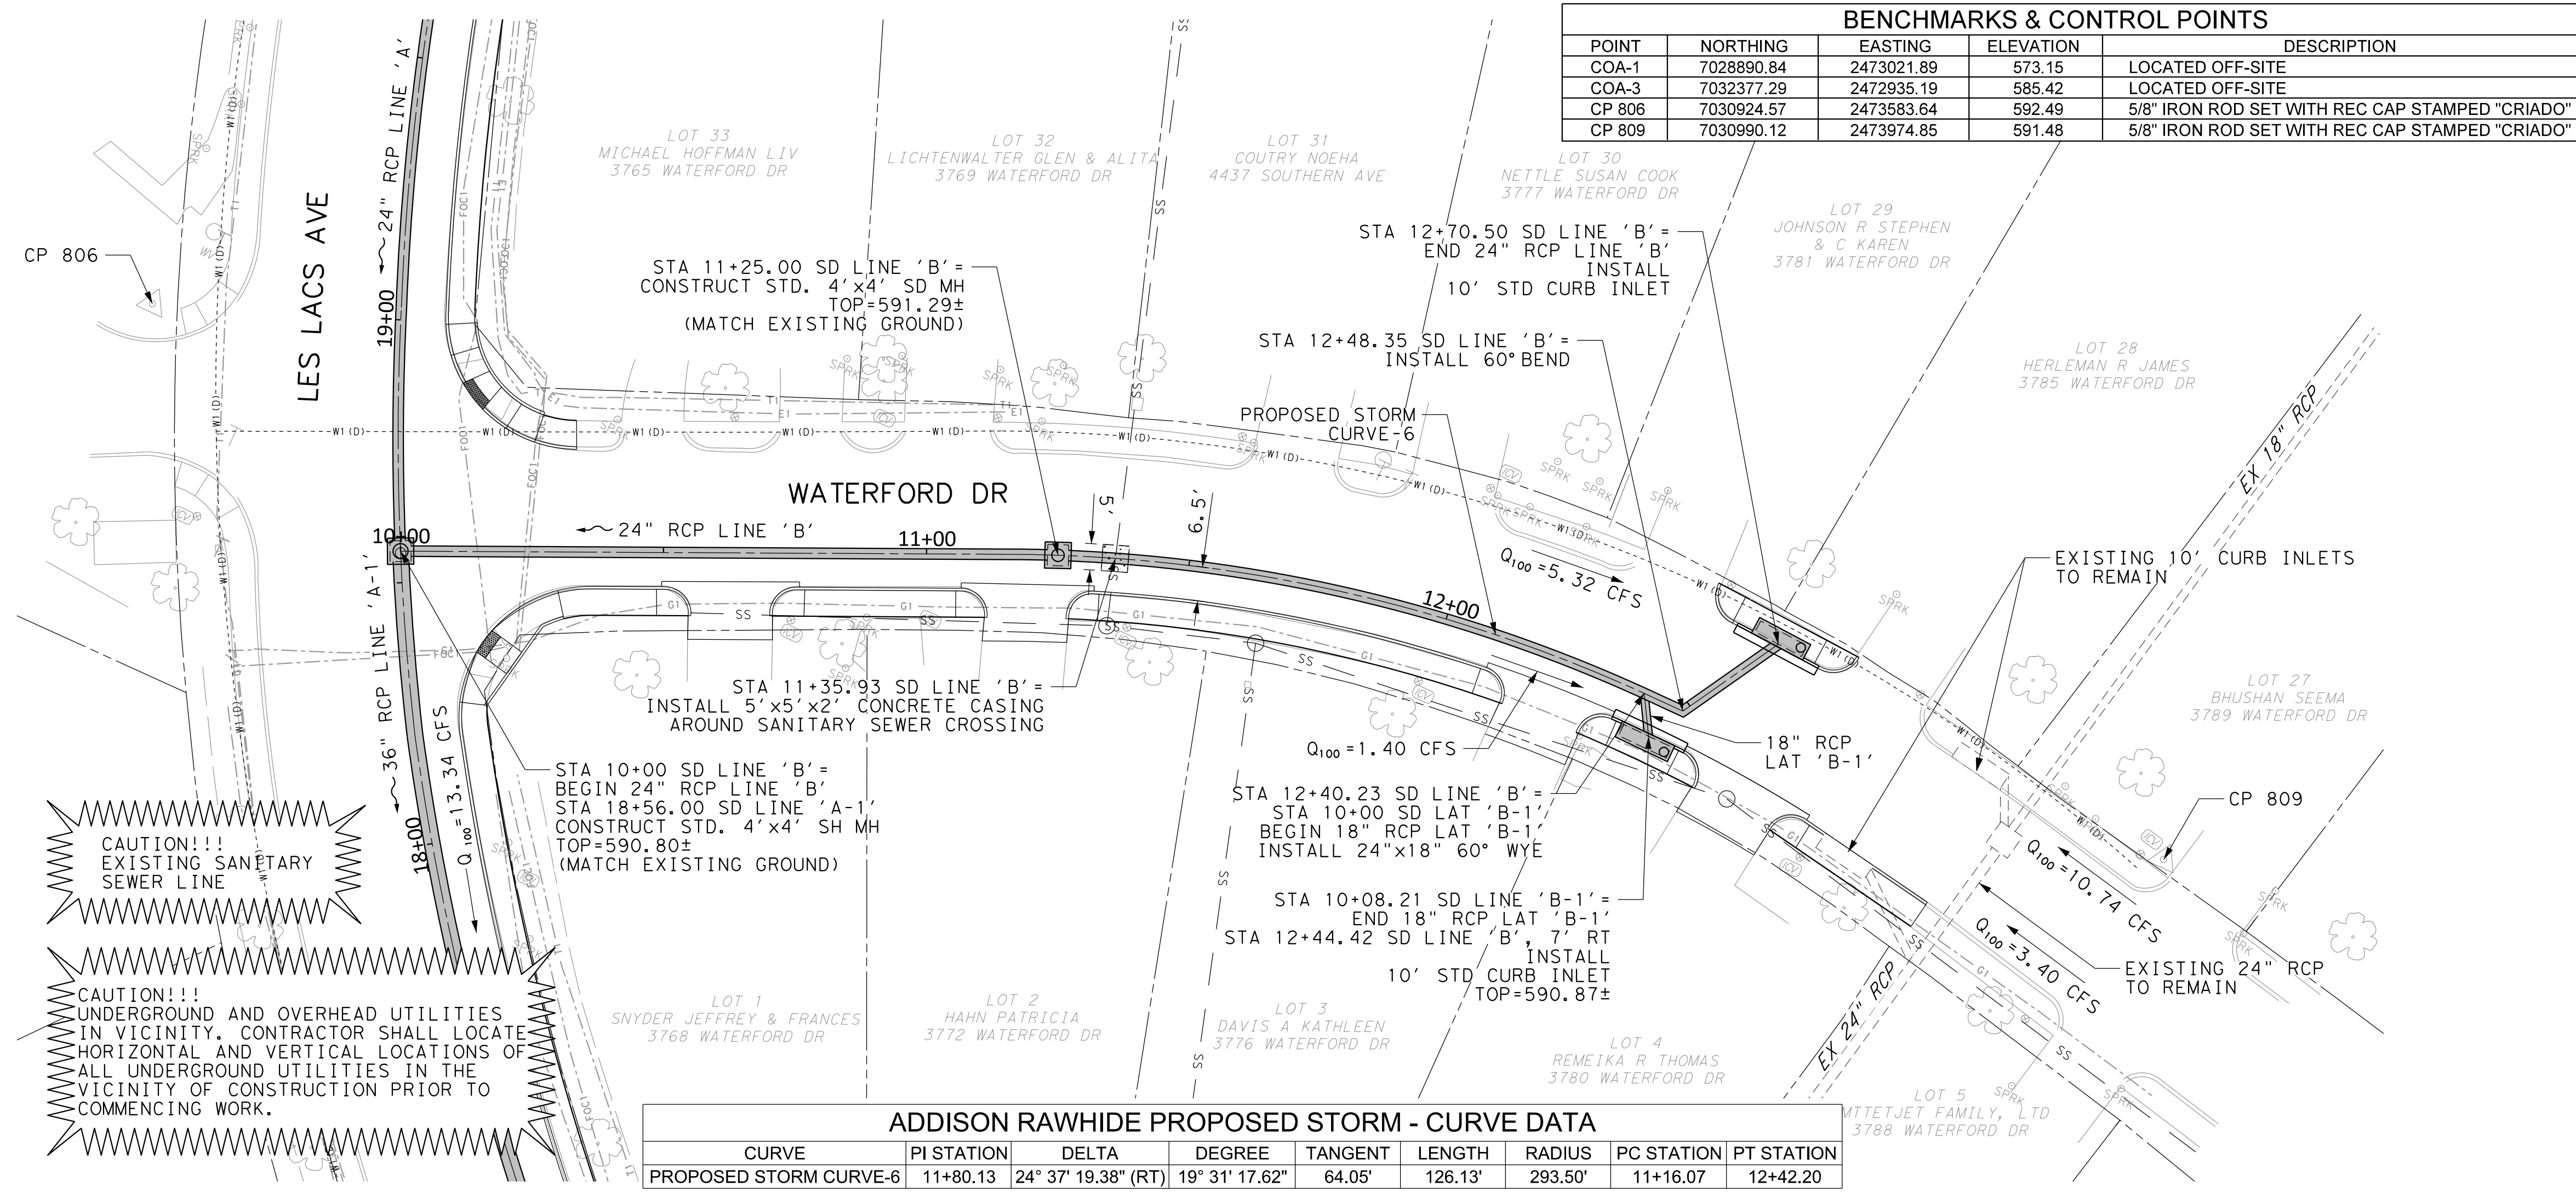 BENCHMARKS & CONTROL POINTS
POINT NORTHING EASTING ELEVATION DESCRIPTION
COA-1 7028890.84 2473021.89 573.15 LOCATED OFF-SITE
COA-3 7032377.29 2472935.19 585.42 LOCATED OFF-SITE
CP 806 7030924.57 2473583.64 592.49 5/8" IRON ROD SET WITH REC CAP STAMPED "CRIADO"
CP 809 7030990.12 2473974.85 591.48 5/8" IRON ROD SET WITH REC CAP STAMPED "CRIADO"
CP 806
LES LACS AVE
24" RCP LINE 'A'
19+00
LOT 33
MICHAEL HOFFMAN LIV
3765 WATERFORD DR
LOT 32
LICHTENWALTER GLEN & ALITA
3769 WATERFORD DR
LOT 31
COUTRY NOEHA
4437 SOUTHERN AVE
LOT 30
NETTLE SUSAN COOK
3777 WATERFORD DR
LOT 29
JOHNSON R STEPHEN
& C KAREN
3781 WATERFORD DR
LOT 28
HERLEMAN R JAMES
3785 WATERFORD DR
LOT 27
BHUSHAN SEEMA
3789 WATERFORD DR
STA 11+25.00 SD LINE 'B'=
CONSTRUCT STD. 4'x4' SD MH
TOP=591.29±
(MATCH EXISTING GROUND)
STA 12+70.50 SD LINE 'B'=
END 24" RCP LINE 'B'
INSTALL
10' STD CURB INLET
STA 12+48.35 SD LINE 'B'=
INSTALL 60° BEND
PROPOSED STORM
CURVE-6
EX 18" RCP
WATERFORD DR
24" RCP LINE 'B'
10+00
11+00
12+00
5'
6.5'
Q100=5.32 CFS
EXISTING 10' CURB INLETS
TO REMAIN
STA 11+35.93 SD LINE 'B'=
INSTALL 5'x5'x2' CONCRETE CASING
AROUND SANITARY SEWER CROSSING
STA 10+00 SD LINE 'B'=
BEGIN 24" RCP LINE 'B'
STA 18+56.00 SD LINE 'A-1'
CONSTRUCT STD. 4'x4' SH MH
TOP=590.80±
(MATCH EXISTING GROUND)
36" RCP LINE 'A-1'
18+00
Q100=13.34 CFS
Q100=1.40 CFS
18" RCP
LAT 'B-1'
STA 12+40.23 SD LINE 'B'=
STA 10+00 SD LAT 'B-1'
BEGIN 18" RCP LAT 'B-1'
INSTALL 24"x18" 60° WYE
STA 10+08.21 SD LINE 'B-1'=
END 18" RCP LAT 'B-1'
STA 12+44.42 SD LINE 'B', 7' RT
INSTALL
10' STD CURB INLET
TOP=590.87±
CP 809
Q100=10.74 CFS
Q100=3.40 CFS
EXISTING 24" RCP
TO REMAIN
EX 24" RCP
CAUTION!!!
EXISTING SANITARY
SEWER LINE
CAUTION!!!
UNDERGROUND AND OVERHEAD UTILITIES
IN VICINITY. CONTRACTOR SHALL LOCATE
HORIZONTAL AND VERTICAL LOCATIONS OF
ALL UNDERGROUND UTILITIES IN THE
VICINITY OF CONSTRUCTION PRIOR TO
COMMENCING WORK.
LOT 1
SNYDER JEFFREY & FRANCES
3768 WATERFORD DR
LOT 2
HAHN PATRICIA
3772 WATERFORD DR
LOT 3
DAVIS A KATHLEEN
3776 WATERFORD DR
LOT 4
REMEIKA R THOMAS
3780 WATERFORD DR
LOT 5
MTTETJET FAMILY, LTD
3788 WATERFORD DR
ADDISON RAWHIDE PROPOSED STORM - CURVE DATA
CURVE PI STATION DELTA DEGREE TANGENT LENGTH RADIUS PC STATION PT STATION
PROPOSED STORM CURVE-6 11+80.13 24° 37' 19.38" (RT) 19° 31' 17.62" 64.05' 126.13' 293.50' 11+16.07 12+42.20